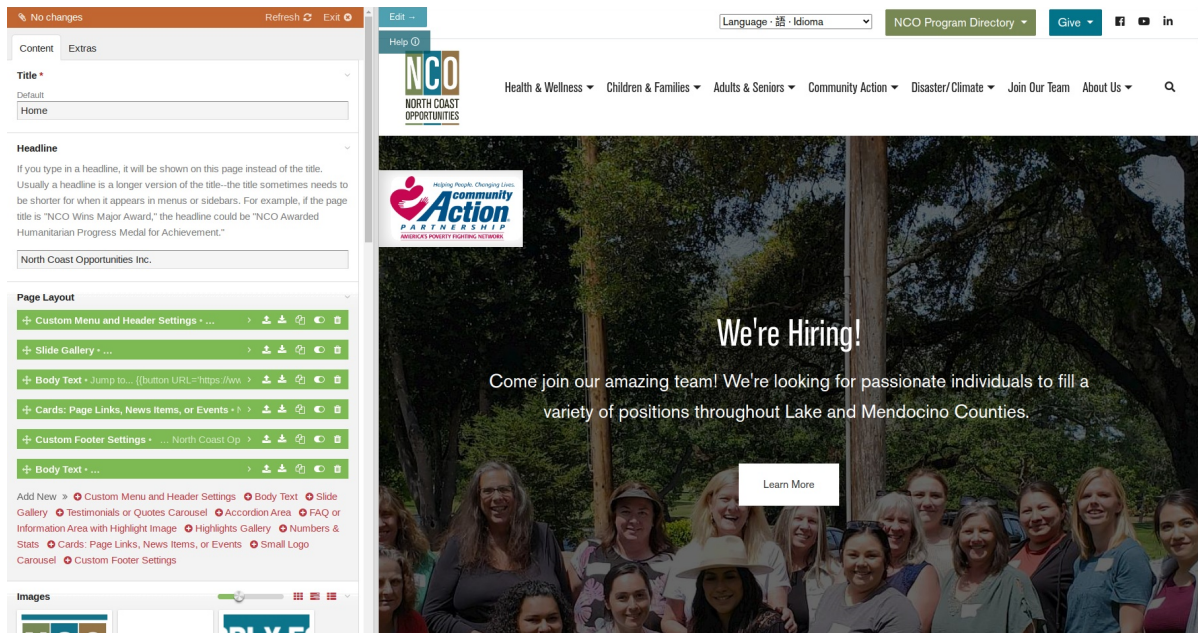 No changes
Refresh
Exit
Content
Extras
Title *
Default
Home
Headline
If you type in a headline, it will be shown on this page instead of the title.
Usually a headline is a longer version of the title--the title sometimes needs to
be shorter for when it appears in menus or sidebars. For example, if the page
title is "NCO Wins Major Award," the headline could be "NCO Awarded
Humanitarian Progress Medal for Achievement."
North Coast Opportunities Inc.
Page Layout
Custom Menu and Header Settings • ...
Slide Gallery • ...
Body Text • Jump to... {{button URL='https://ww
Cards: Page Links, News Items, or Events •
Custom Footer Settings • ... North Coast Op
Body Text • ...
Add New » Custom Menu and Header Settings Body Text Slide
Gallery Testimonials or Quotes Carousel Accordion Area FAQ or
Information Area with Highlight Image Highlights Gallery Numbers &
Stats Cards: Page Links, News Items, or Events Small Logo
Carousel Custom Footer Settings
Images
Edit →
Help
Language · 語 · Idioma
NCO Program Directory
Give
in
NCO
NORTH COAST
OPPORTUNITIES
Health & Wellness
Children & Families
Adults & Seniors
Community Action
Disaster/Climate
Join Our Team
About Us
Helping People. Changing Lives.
community
Action
PARTNERSHIP
AMERICA'S POVERTY FIGHTING NETWORK
We're Hiring!
Come join our amazing team! We're looking for passionate individuals to fill a
variety of positions throughout Lake and Mendocino Counties.
Learn More